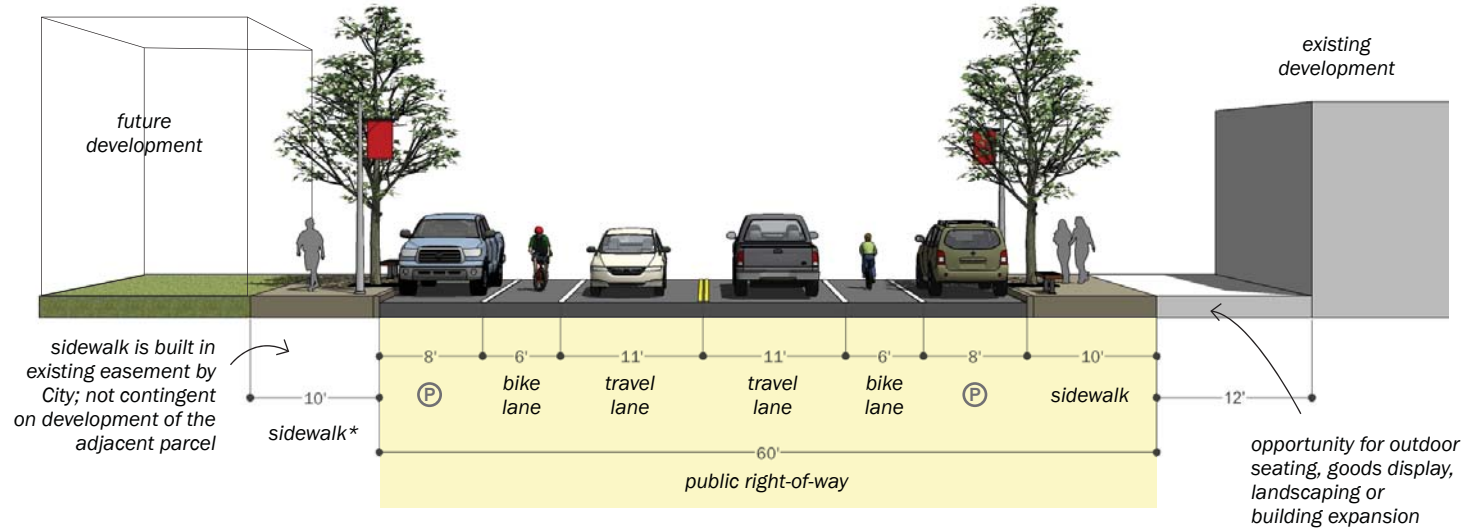 future
development
existing
development
sidewalk is built in
existing easement by
City; not contingent
on development of the
adjacent parcel
10'
sidewalk*
8'
P
6'
bike
lane
11'
travel
lane
11'
travel
lane
6'
bike
lane
8'
P
10'
sidewalk
12'
60'
public right-of-way
opportunity for outdoor
seating, goods display,
landscaping or
building expansion